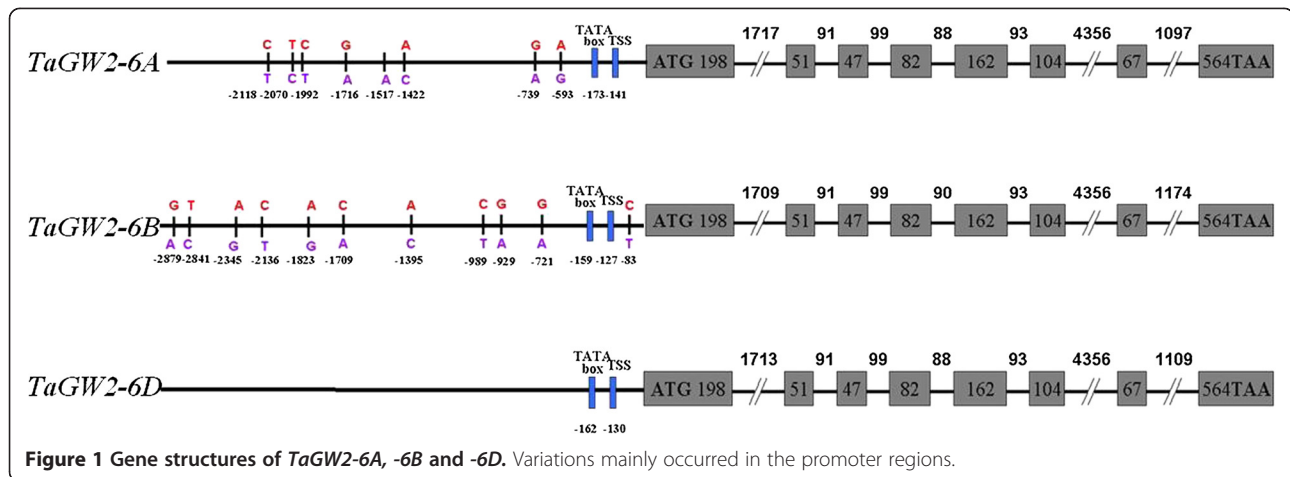 TATA
box TSS
C T C G A G A
TaGW2-6A
T C T A A C A G
-2118 -2070 -1992 -1716 -1517 -1422 -739 -593 -173 -141
1717 91 99 88 93 4356 1097
ATG 198 51 47 82 162 104 67 564TAA
TATA
box TSS
G T A C A C A C G G C
TaGW2-6B
A C G T G A C T A A T
-2879 -2841 -2345 -2136 -1823 -1709 -1395 -989 -929 -721 -159 -127 -83
1709 91 99 90 93 4356 1174
ATG 198 51 47 82 162 104 67 564TAA
TATA
box TSS
TaGW2-6D
-162 -130
1713 91 99 88 93 4356 1109
ATG 198 51 47 82 162 104 67 564TAA
Figure 1 Gene structures of TaGW2-6A, -6B and -6D. Variations mainly occurred in the promoter regions.